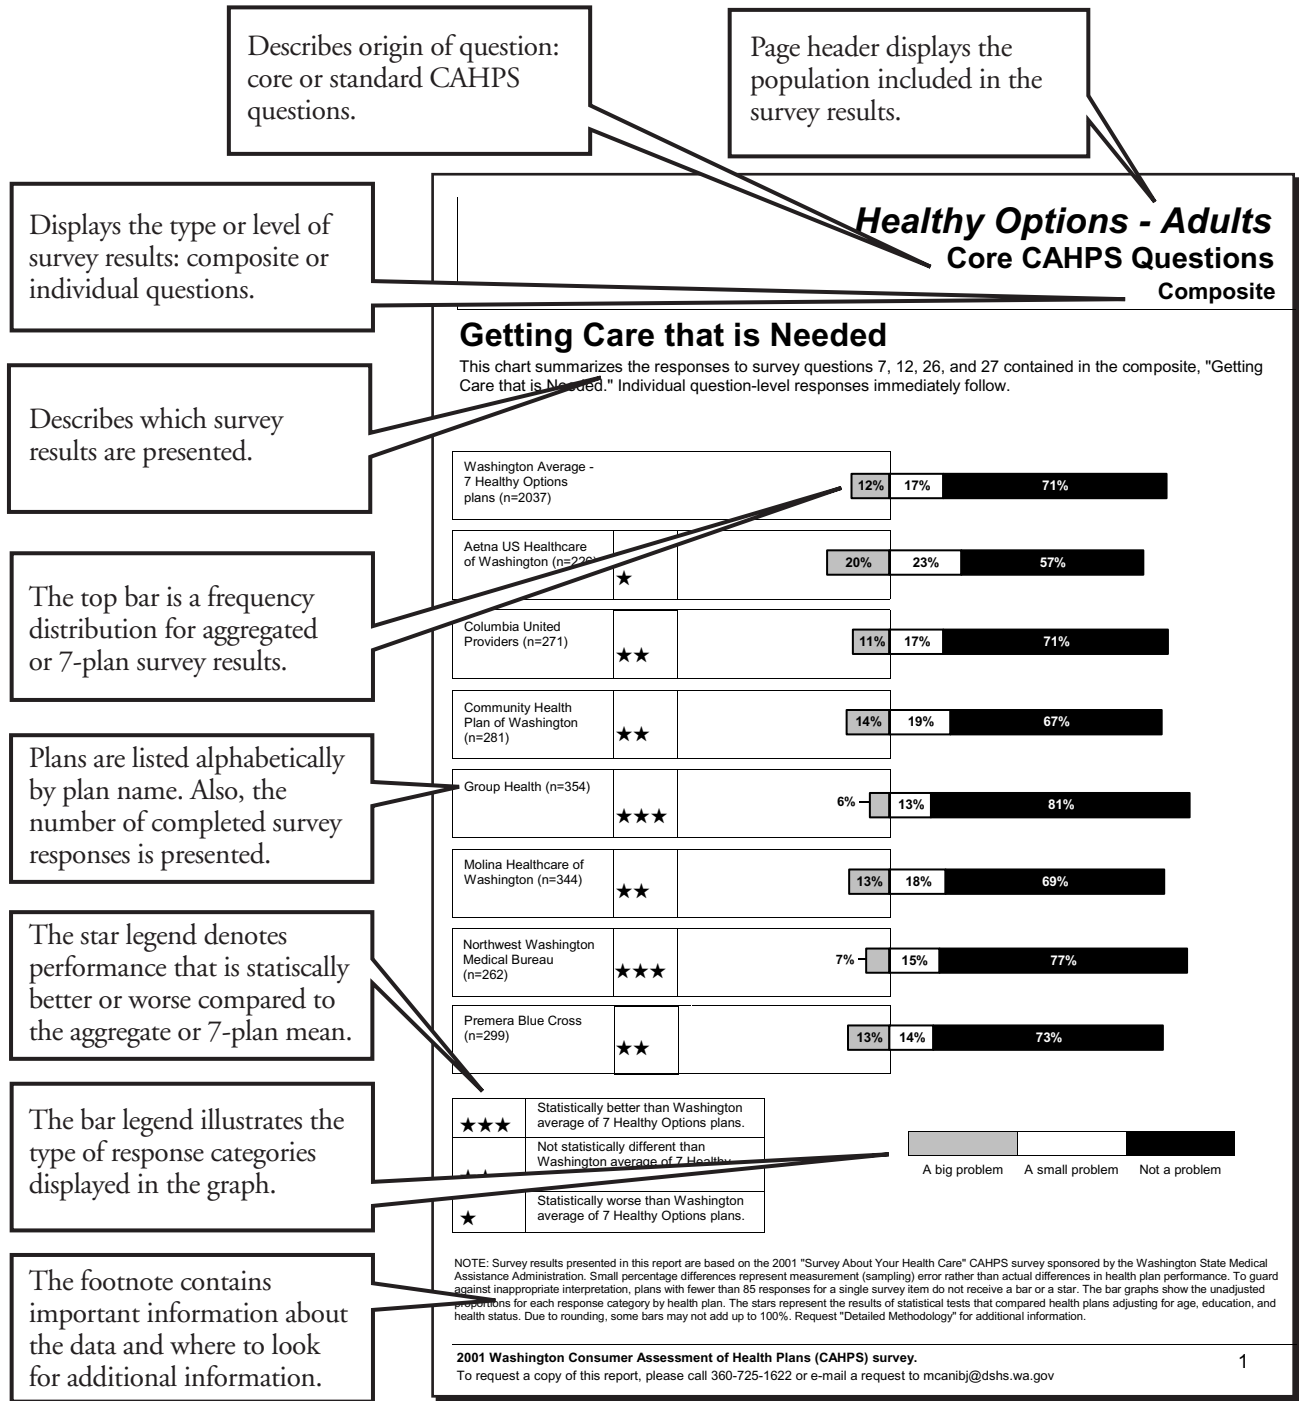 Describes origin of question:
core or standard CAHPS
questions.
Page header displays the
population included in the
survey results.
Displays the type or level of
survey results: composite or
individual questions.
Describes which survey
results are presented.
The top bar is a frequency
distribution for aggregated
or 7-plan survey results.
Plans are listed alphabetically
by plan name. Also, the
number of completed survey
responses is presented.
The star legend denotes
performance that is statiscally
better or worse compared to
the aggregate or 7-plan mean.
The bar legend illustrates the
type of response categories
displayed in the graph.
The footnote contains
important information about
the data and where to look
for additional information.
Healthy Options - Adults
Core CAHPS Questions
Composite
Getting Care that is Needed
This chart summarizes the responses to survey questions 7, 12, 26, and 27 contained in the composite, "Getting
Care that is Needed." Individual question-level responses immediately follow.
Washington Average -
7 Healthy Options
plans (n=2037)
12% 17% 71%
Aetna US Healthcare
of Washington (n=226)
★
20% 23% 57%
Columbia United
Providers (n=271)
★★
11% 17% 71%
Community Health
Plan of Washington
(n=281)
★★
14% 19% 67%
Group Health (n=354)
★★★
6% 13% 81%
Molina Healthcare of
Washington (n=344)
★★
13% 18% 69%
Northwest Washington
Medical Bureau
(n=262)
★★★
7% 15% 77%
Premera Blue Cross
(n=299)
★★
13% 14% 73%
★★★
Statistically better than Washington
average of 7 Healthy Options plans.
Not statistically different than
Washington average of 7 Healthy
★
Statistically worse than Washington
average of 7 Healthy Options plans.
A big problem A small problem Not a problem
NOTE: Survey results presented in this report are based on the 2001 "Survey About Your Health Care" CAHPS survey sponsored by the Washington State Medical
Assistance Administration. Small percentage differences represent measurement (sampling) error rather than actual differences in health plan performance. To guard
against inappropriate interpretation, plans with fewer than 85 responses for a single survey item do not receive a bar or a star. The bar graphs show the unadjusted
proportions for each response category by health plan. The stars represent the results of statistical tests that compared health plans adjusting for age, education, and
health status. Due to rounding, some bars may not add up to 100%. Request "Detailed Methodology" for additional information.
2001 Washington Consumer Assessment of Health Plans (CAHPS) survey.
To request a copy of this report, please call 360-725-1622 or e-mail a request to mcanibj@dshs.wa.gov
1